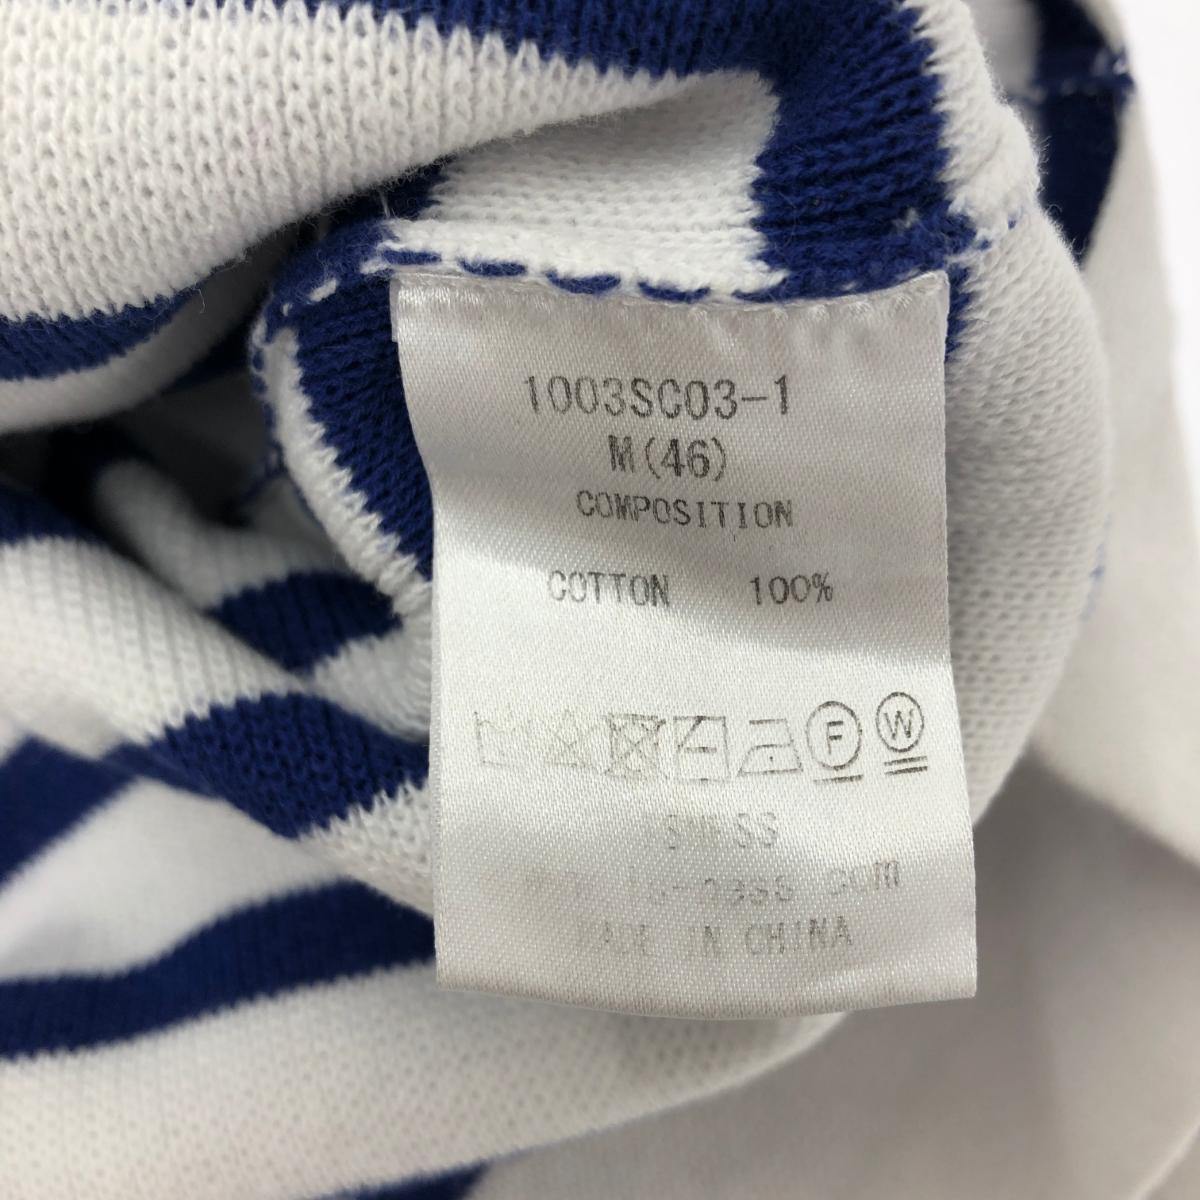 1003SC03-1
M(46)
COMPOSITION
COTTON 100%
F W
MADE IN CHINA